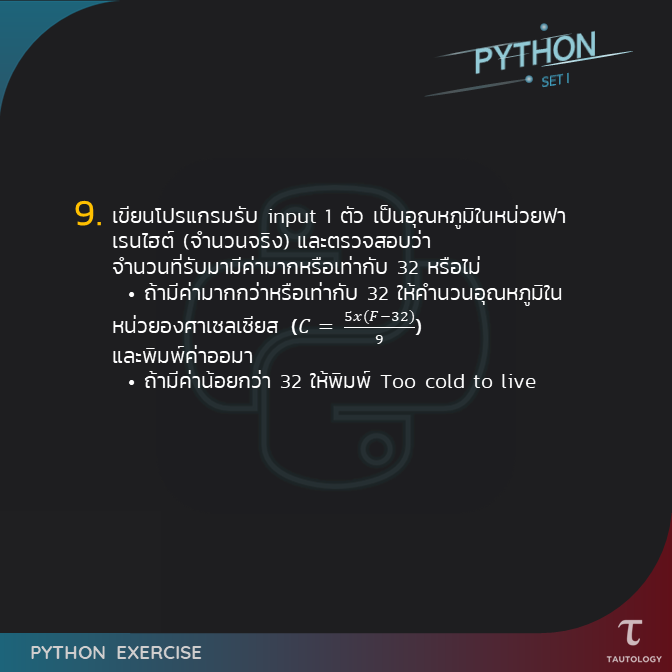 PYTHON
SET I
9. เขียนโปรแกรมรับ input 1 ตัว เป็นอุณหภูมิในหน่วยฟา
เรนไฮต์ (จำนวนจริง) และตรวจสอบว่า
จำนวนที่รับมามีค่ามากหรือเท่ากับ 32 หรือไม่
• ถ้ามีค่ามากกว่าหรือเท่ากับ 32 ให้คำนวนอุณหภูมิใน
หน่วยองศาเซลเซียส (C = 5x(F−32)/9)
และพิมพ์ค่าออมา
• ถ้ามีค่าน้อยกว่า 32 ให้พิมพ์ Too cold to live
PYTHON EXERCISE
τ
TAUTOLOGY